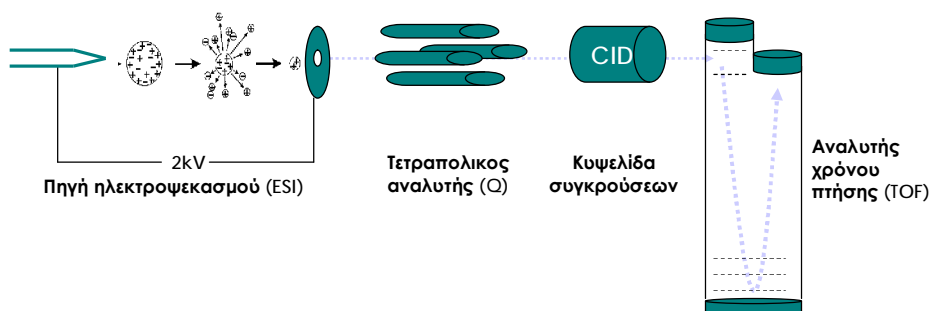 CID
2kV
Πηγή ηλεκτροψεκασμού (ESI)
Τετραπολικος
αναλυτής (Q)
Κυψελίδα
συγκρούσεων
Αναλυτής
χρόνου
πτήσης (TOF)